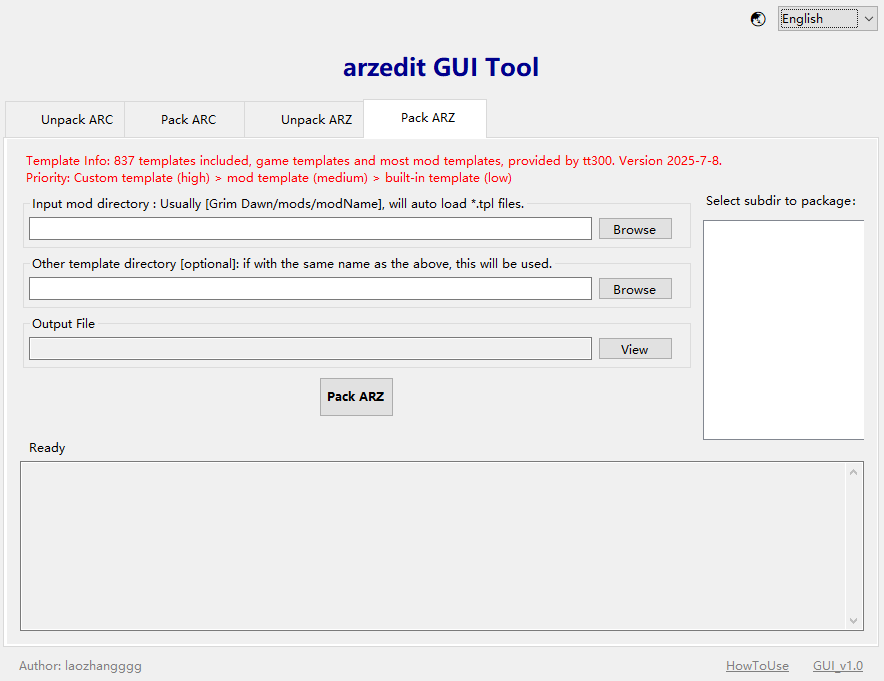 English
arzedit GUI Tool
Unpack ARC
Pack ARC
Unpack ARZ
Pack ARZ
Template Info: 837 templates included, game templates and most mod templates, provided by tt300. Version 2025-7-8.
Priority: Custom template (high) > mod template (medium) > built-in template (low)
Input mod directory : Usually [Grim Dawn/mods/modName], will auto load *.tpl files.
Browse
Other template directory [optional]: if with the same name as the above, this will be used.
Browse
Output File
View
Pack ARZ
Select subdir to package:
Ready
Author: laozhangggg
HowToUse
GUI_v1.0